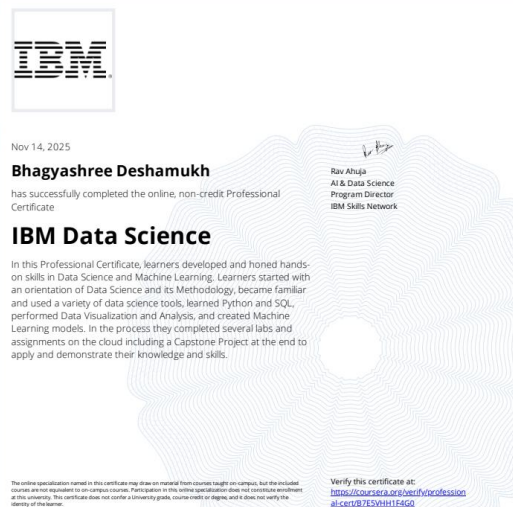 IBM
Nov 14, 2025
Bhagyashree Deshamukh
has successfully completed the online, non-credit Professional
Certificate
IBM Data Science
In this Professional Certificate, learners developed and honed hands-
on skills in Data Science and Machine Learning. Learners started with
an orientation of Data Science and its Methodology, became familiar
and used a variety of data science tools, learned Python and SQL,
performed Data Visualization and Analysis, and created Machine
Learning models. In the process they completed several labs and
assignments on the cloud including a Capstone Project at the end to
apply and demonstrate their knowledge and skills.
Rav Ahuja
AI & Data Science
Program Director
IBM Skills Network
The online specialization named in this certificate may draw on material from courses taught on-campus, but the included
courses are not equivalent to on-campus courses. Participation in this online specialization does not constitute enrollment
at this university. This certificate does not confer a University grade, course credit or degree, and it does not verify the
identity of the learner.
Verify this certificate at:
https://coursera.org/verify/profession
al-cert/B7E5VHH1F4G0